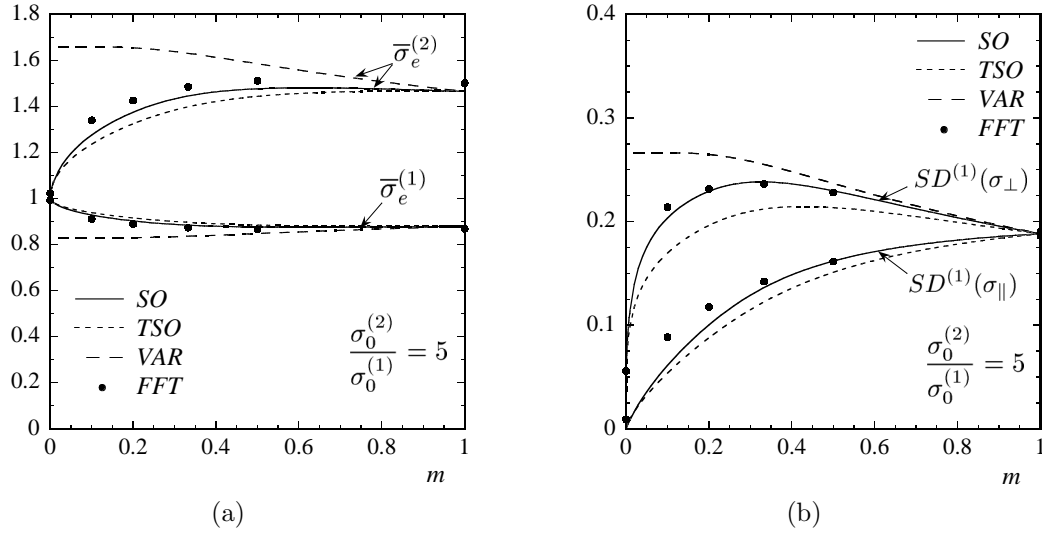 1.8
1.6
1.4
1.2
1
0.8
0.6
0.4
0.2
0
0 0.2 0.4 0.6 0.8 1
m
σ̅ₑ⁽²⁾
σ̅ₑ⁽¹⁾
SO
TSO
VAR
FFT
σ₀⁽²⁾/σ₀⁽¹⁾ = 5
(a)
0.4
0.3
0.2
0.1
0
0 0.2 0.4 0.6 0.8 1
m
SO
TSO
VAR
FFT
SD⁽¹⁾(σ⊥)
SD⁽¹⁾(σ∥)
σ₀⁽²⁾/σ₀⁽¹⁾ = 5
(b)